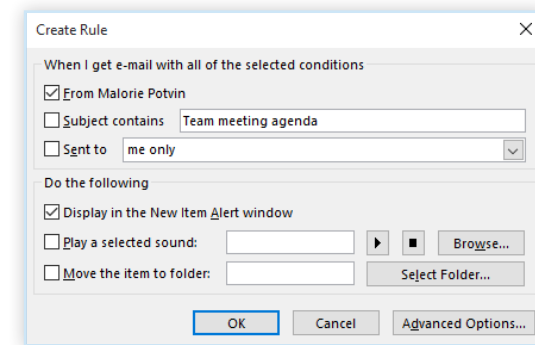 Create Rule
When I get e-mail with all of the selected conditions
From Malorie Potvin
Subject contains Team meeting agenda
Sent to me only
Do the following
Display in the New Item Alert window
Play a selected sound: Browse...
Move the item to folder: Select Folder...
OK Cancel Advanced Options...